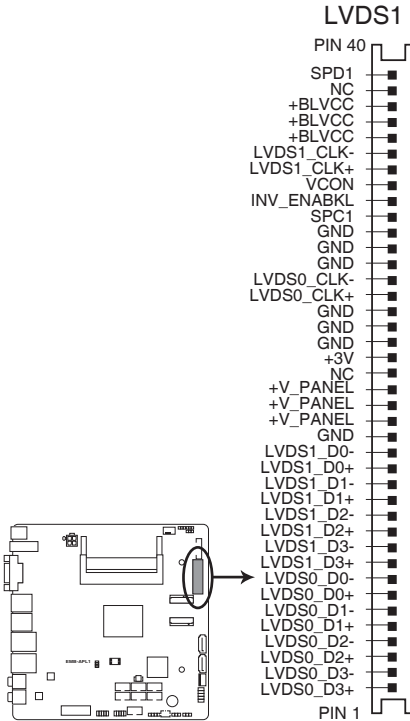 LVDS1
PIN 40
SPD1
NC
+BLVCC
+BLVCC
+BLVCC
LVDS1_CLK-
LVDS1_CLK+
VCON
INV_ENABKL
SPC1
GND
GND
GND
LVDS0_CLK-
LVDS0_CLK+
GND
GND
GND
+3V
NC
+V_PANEL
+V_PANEL
+V_PANEL
GND
LVDS1_D0-
LVDS1_D0+
LVDS1_D1-
LVDS1_D1+
LVDS1_D2-
LVDS1_D2+
LVDS1_D3-
LVDS1_D3+
LVDS0_D0-
LVDS0_D0+
LVDS0_D1-
LVDS0_D1+
LVDS0_D2-
LVDS0_D2+
LVDS0_D3-
LVDS0_D3+
PIN 1
EMB-APL1